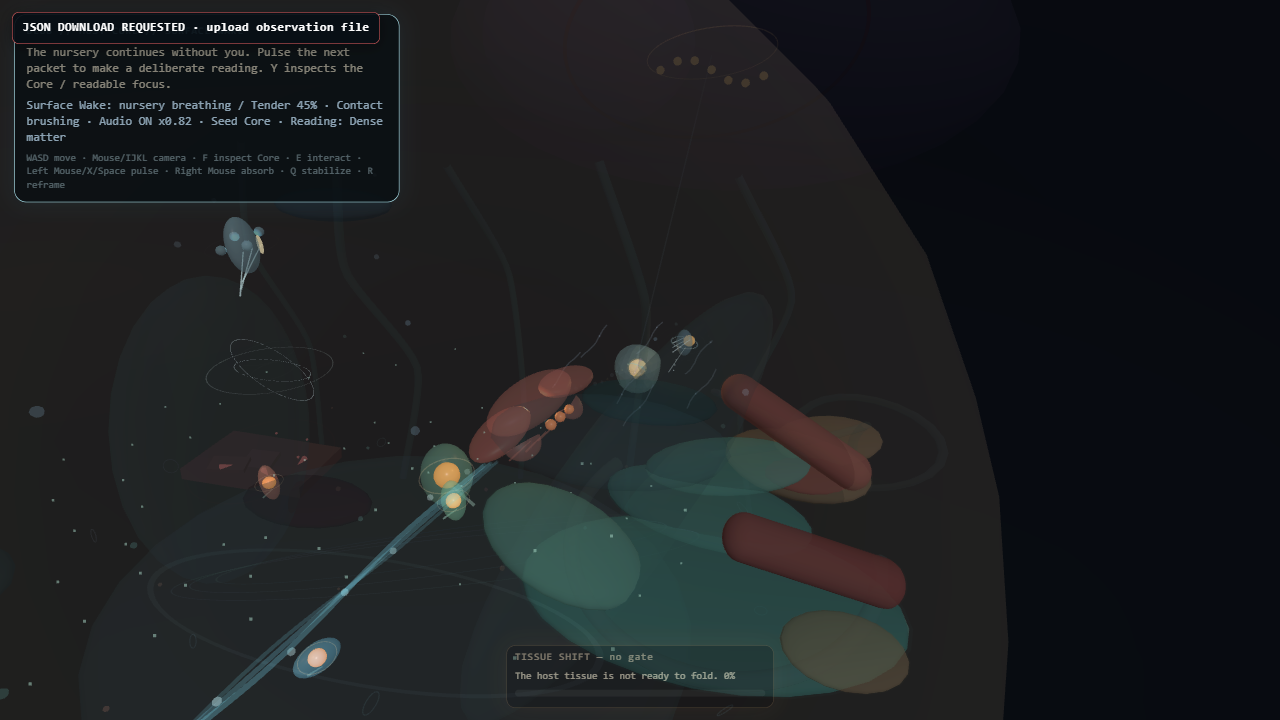 JSON DOWNLOAD REQUESTED · upload observation file
The nursery continues without you. Pulse the next
packet to make a deliberate reading. Y inspects the
Core / readable focus.
Surface Wake: nursery breathing / Tender 45% · Contact
brushing · Audio ON x0.82 · Seed Core · Reading: Dense
matter
WASD move · Mouse/IJKL camera · F inspect Core · E interact ·
Left Mouse/X/Space pulse · Right Mouse absorb · Q stabilize · R
reframe
TISSUE SHIFT — no gate
The host tissue is not ready to fold. 0%